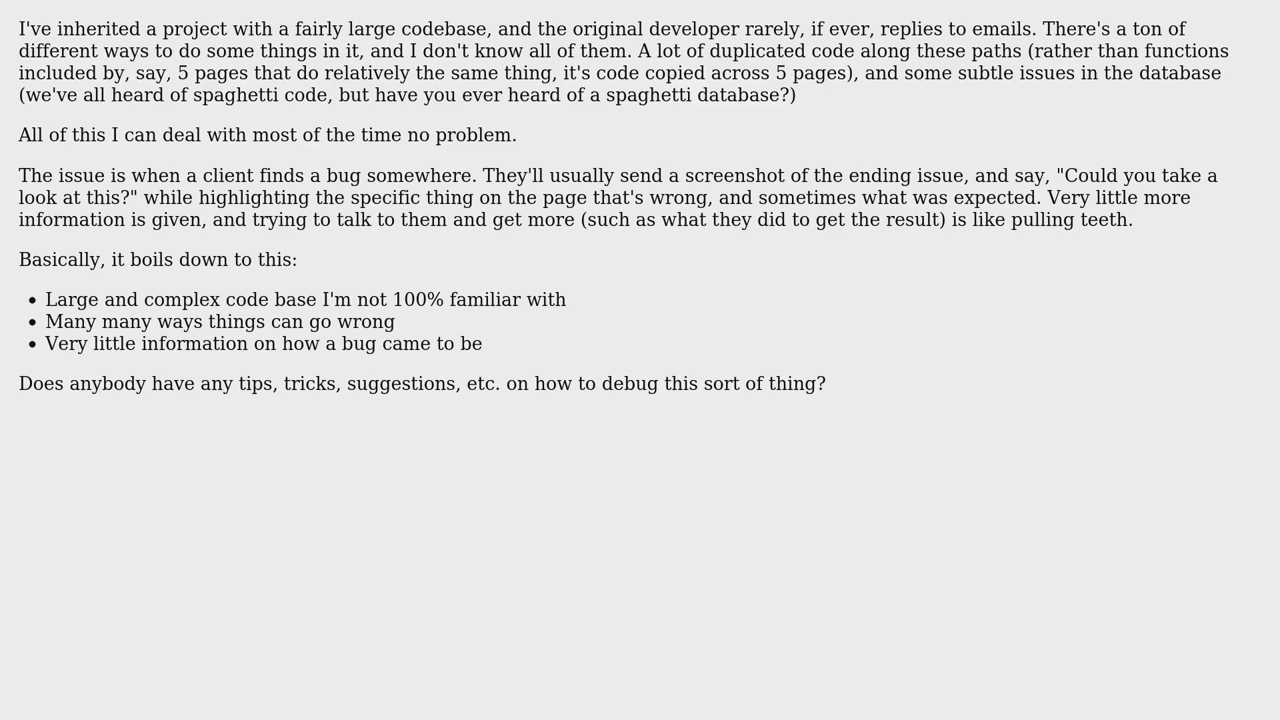 I've inherited a project with a fairly large codebase, and the original developer rarely, if ever, replies to emails. There's a ton of
different ways to do some things in it, and I don't know all of them. A lot of duplicated code along these paths (rather than functions
included by, say, 5 pages that do relatively the same thing, it's code copied across 5 pages), and some subtle issues in the database
(we've all heard of spaghetti code, but have you ever heard of a spaghetti database?)
All of this I can deal with most of the time no problem.
The issue is when a client finds a bug somewhere. They'll usually send a screenshot of the ending issue, and say, "Could you take a
look at this?" while highlighting the specific thing on the page that's wrong, and sometimes what was expected. Very little more
information is given, and trying to talk to them and get more (such as what they did to get the result) is like pulling teeth.
Basically, it boils down to this:
• Large and complex code base I'm not 100% familiar with
• Many many ways things can go wrong
• Very little information on how a bug came to be
Does anybody have any tips, tricks, suggestions, etc. on how to debug this sort of thing?